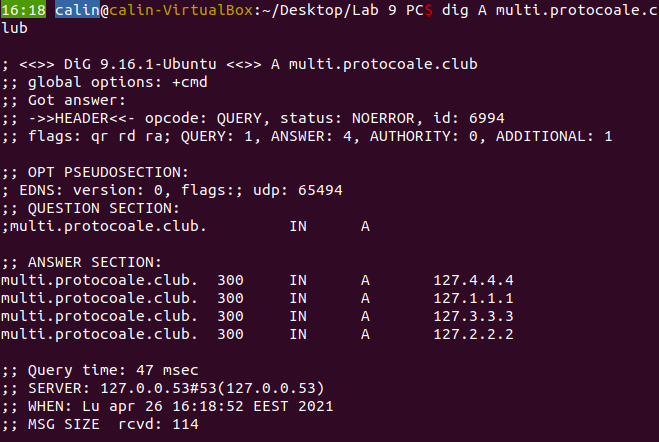 16:18 calin@calin-VirtualBox:~/Desktop/Lab 9 PC$ dig A multi.protocoale.c
lub
; <<>> DiG 9.16.1-Ubuntu <<>> A multi.protocoale.club
;; global options: +cmd
;; Got answer:
;; ->>HEADER<<- opcode: QUERY, status: NOERROR, id: 6994
;; flags: qr rd ra; QUERY: 1, ANSWER: 4, AUTHORITY: 0, ADDITIONAL: 1
;; OPT PSEUDOSECTION:
; EDNS: version: 0, flags:; udp: 65494
;; QUESTION SECTION:
;multi.protocoale.club. IN A
;; ANSWER SECTION:
multi.protocoale.club. 300 IN A 127.4.4.4
multi.protocoale.club. 300 IN A 127.1.1.1
multi.protocoale.club. 300 IN A 127.3.3.3
multi.protocoale.club. 300 IN A 127.2.2.2
;; Query time: 47 msec
;; SERVER: 127.0.0.53#53(127.0.0.53)
;; WHEN: Lu apr 26 16:18:52 EEST 2021
;; MSG SIZE rcvd: 114